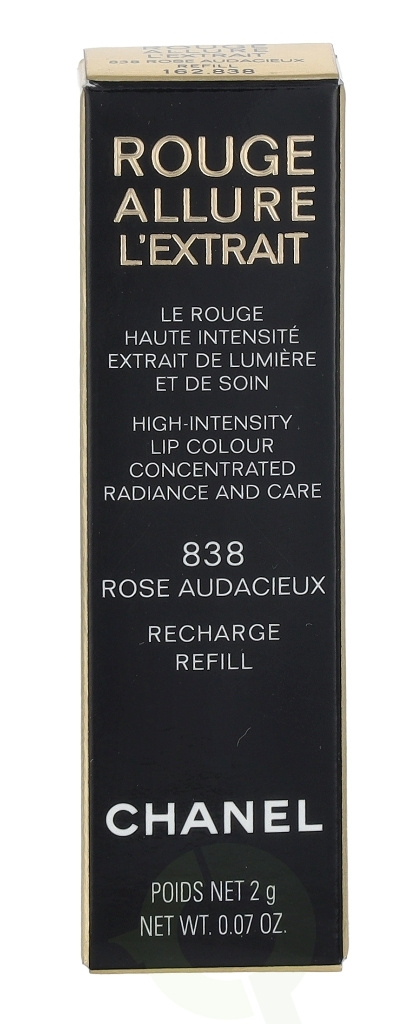 ROUGE
ALLURE
L'EXTRAIT
838 ROSE AUDACIEUX
REFILL
162.838
ROUGE
ALLURE
L'EXTRAIT
LE ROUGE
HAUTE INTENSITÉ
EXTRAIT DE LUMIÈRE
ET DE SOIN
HIGH-INTENSITY
LIP COLOUR
CONCENTRATED
RADIANCE AND CARE
838
ROSE AUDACIEUX
RECHARGE
REFILL
CHANEL
POIDS NET 2 g
NET WT. 0.07 OZ.